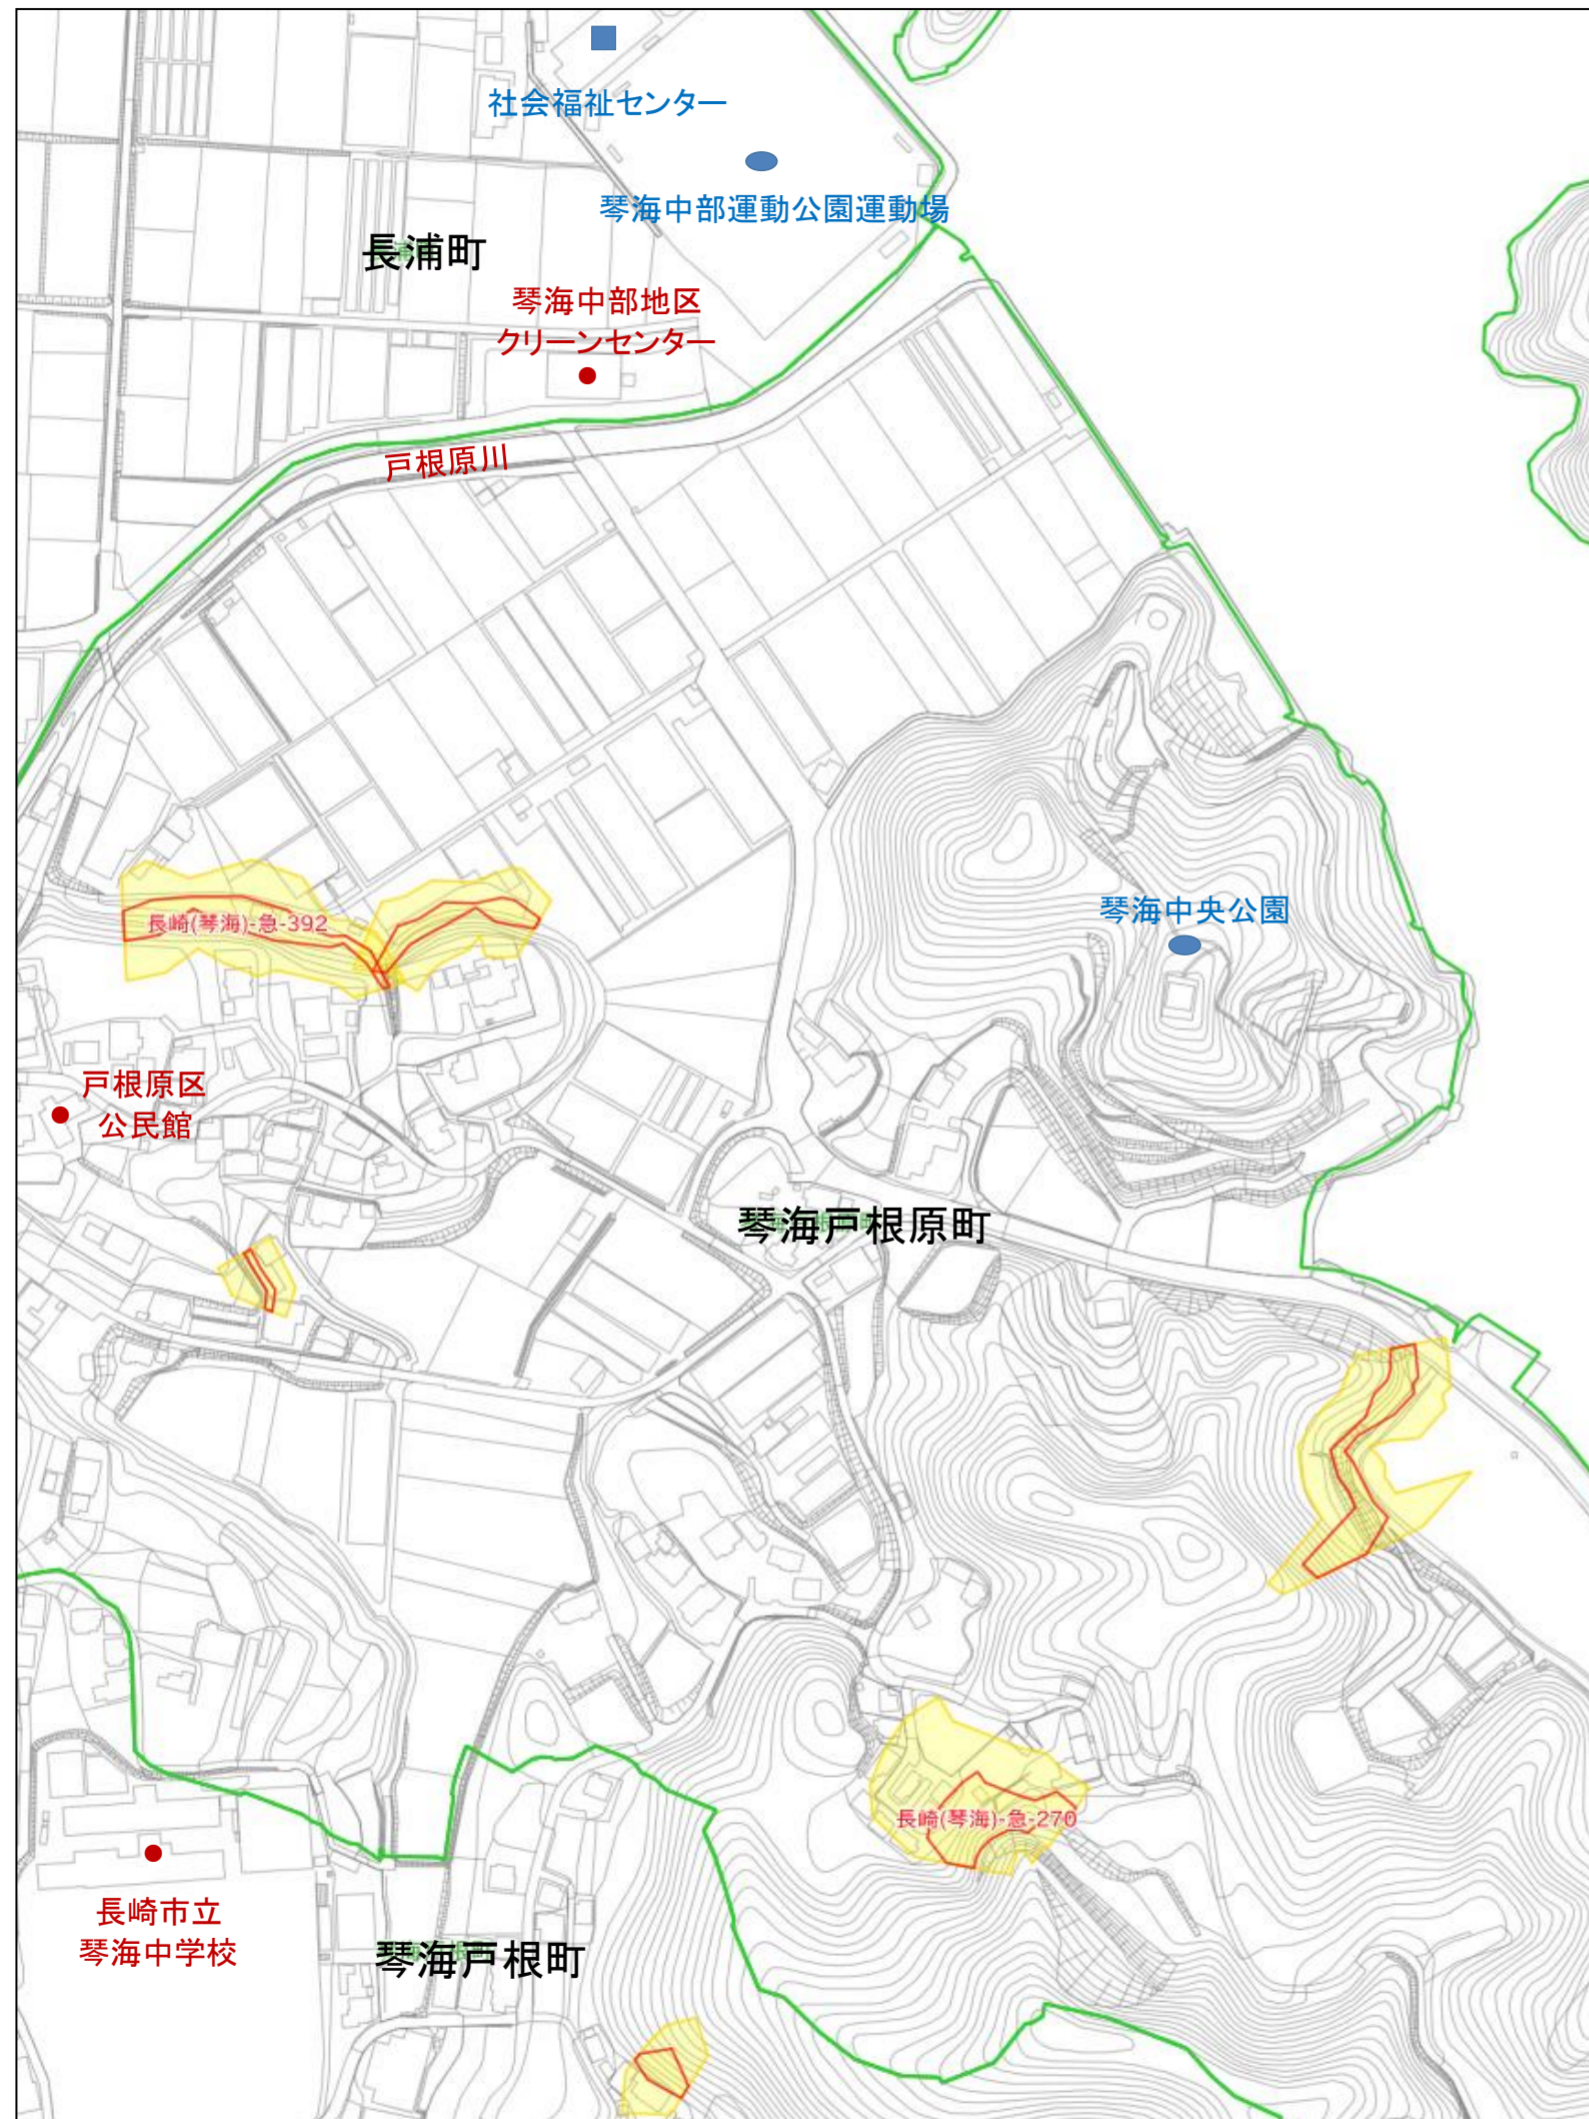 社会福祉センター
琴海中部運動公園運動場
長浦町
琴海中部地区
クリーンセンター
戸根原川
長崎(琴海)-急-392
琴海中央公園
戸根原区
公民館
琴海戸根原町
長崎(琴海)-急-270
長崎市立
琴海中学校
琴海戸根町